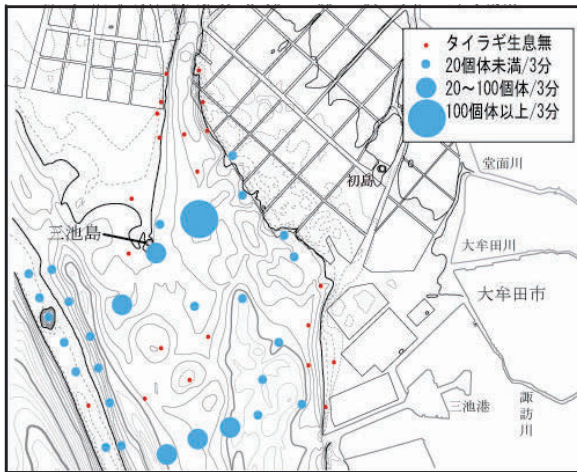 タイラギ生息無
20個体未満/3分
20～100個体/3分
100個体以上/3分
堂面川
初島
三池島
大牟田川
大牟田市
三池港
諏訪川